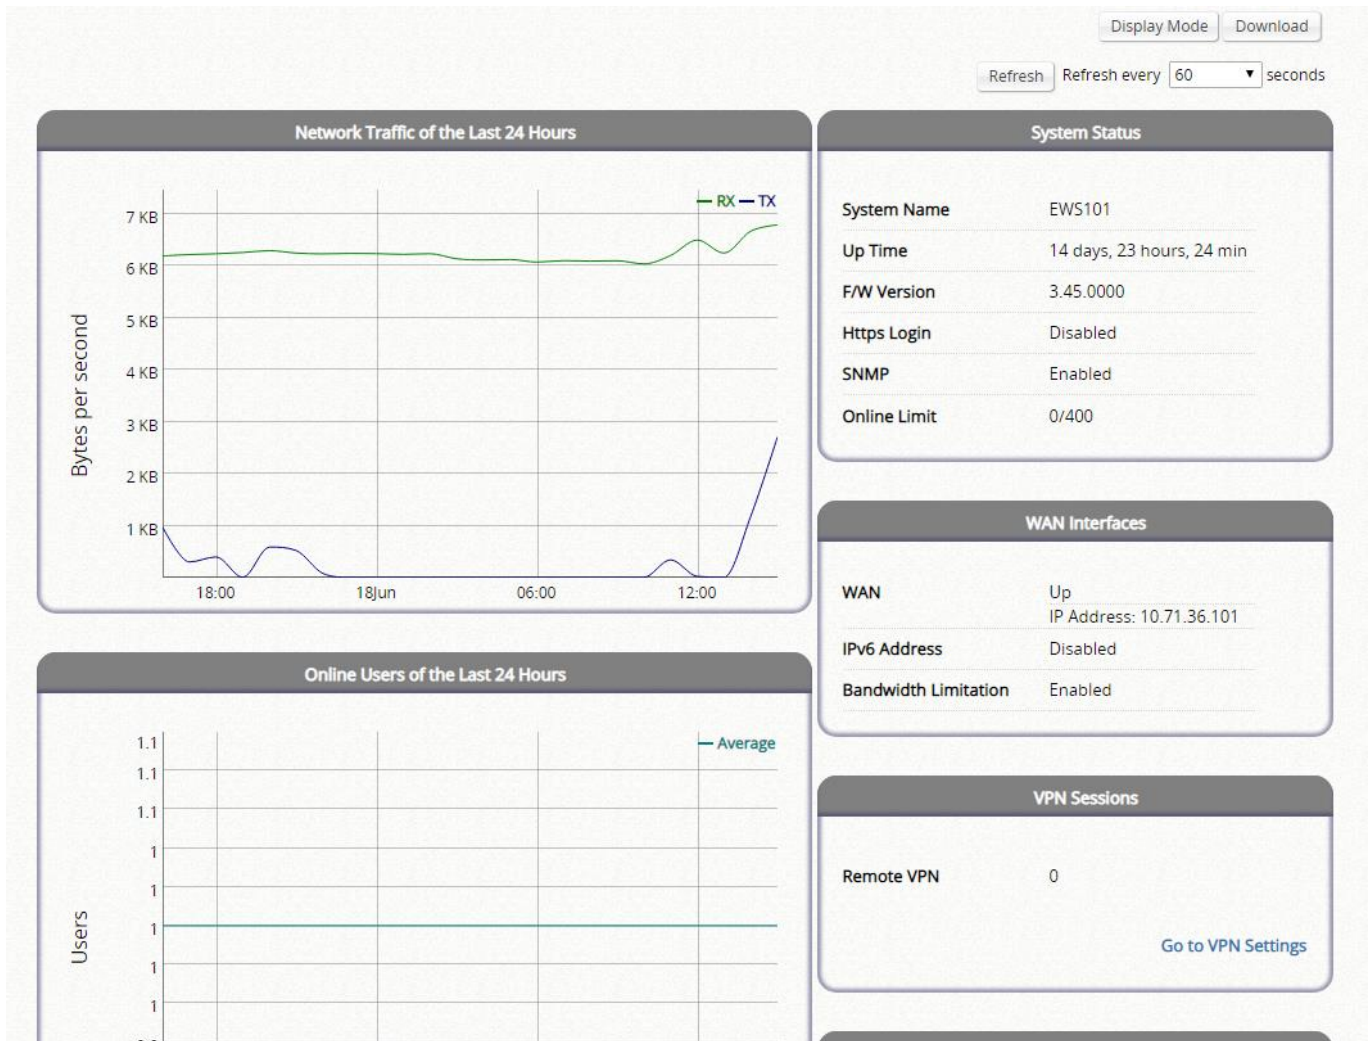 Display Mode Download
Refresh Refresh every 60 seconds
Network Traffic of the Last 24 Hours
RX TX
7 KB
6 KB
5 KB
4 KB
3 KB
2 KB
1 KB
Bytes per second
18:00 18Jun 06:00 12:00
System Status
System Name EWS101
Up Time 14 days, 23 hours, 24 min
F/W Version 3.45.0000
Https Login Disabled
SNMP Enabled
Online Limit 0/400
WAN Interfaces
WAN Up
IP Address: 10.71.36.101
IPv6 Address Disabled
Bandwidth Limitation Enabled
Online Users of the Last 24 Hours
Average
1.1
1.1
1.1
1
1
1
1
1
Users
VPN Sessions
Remote VPN 0
Go to VPN Settings